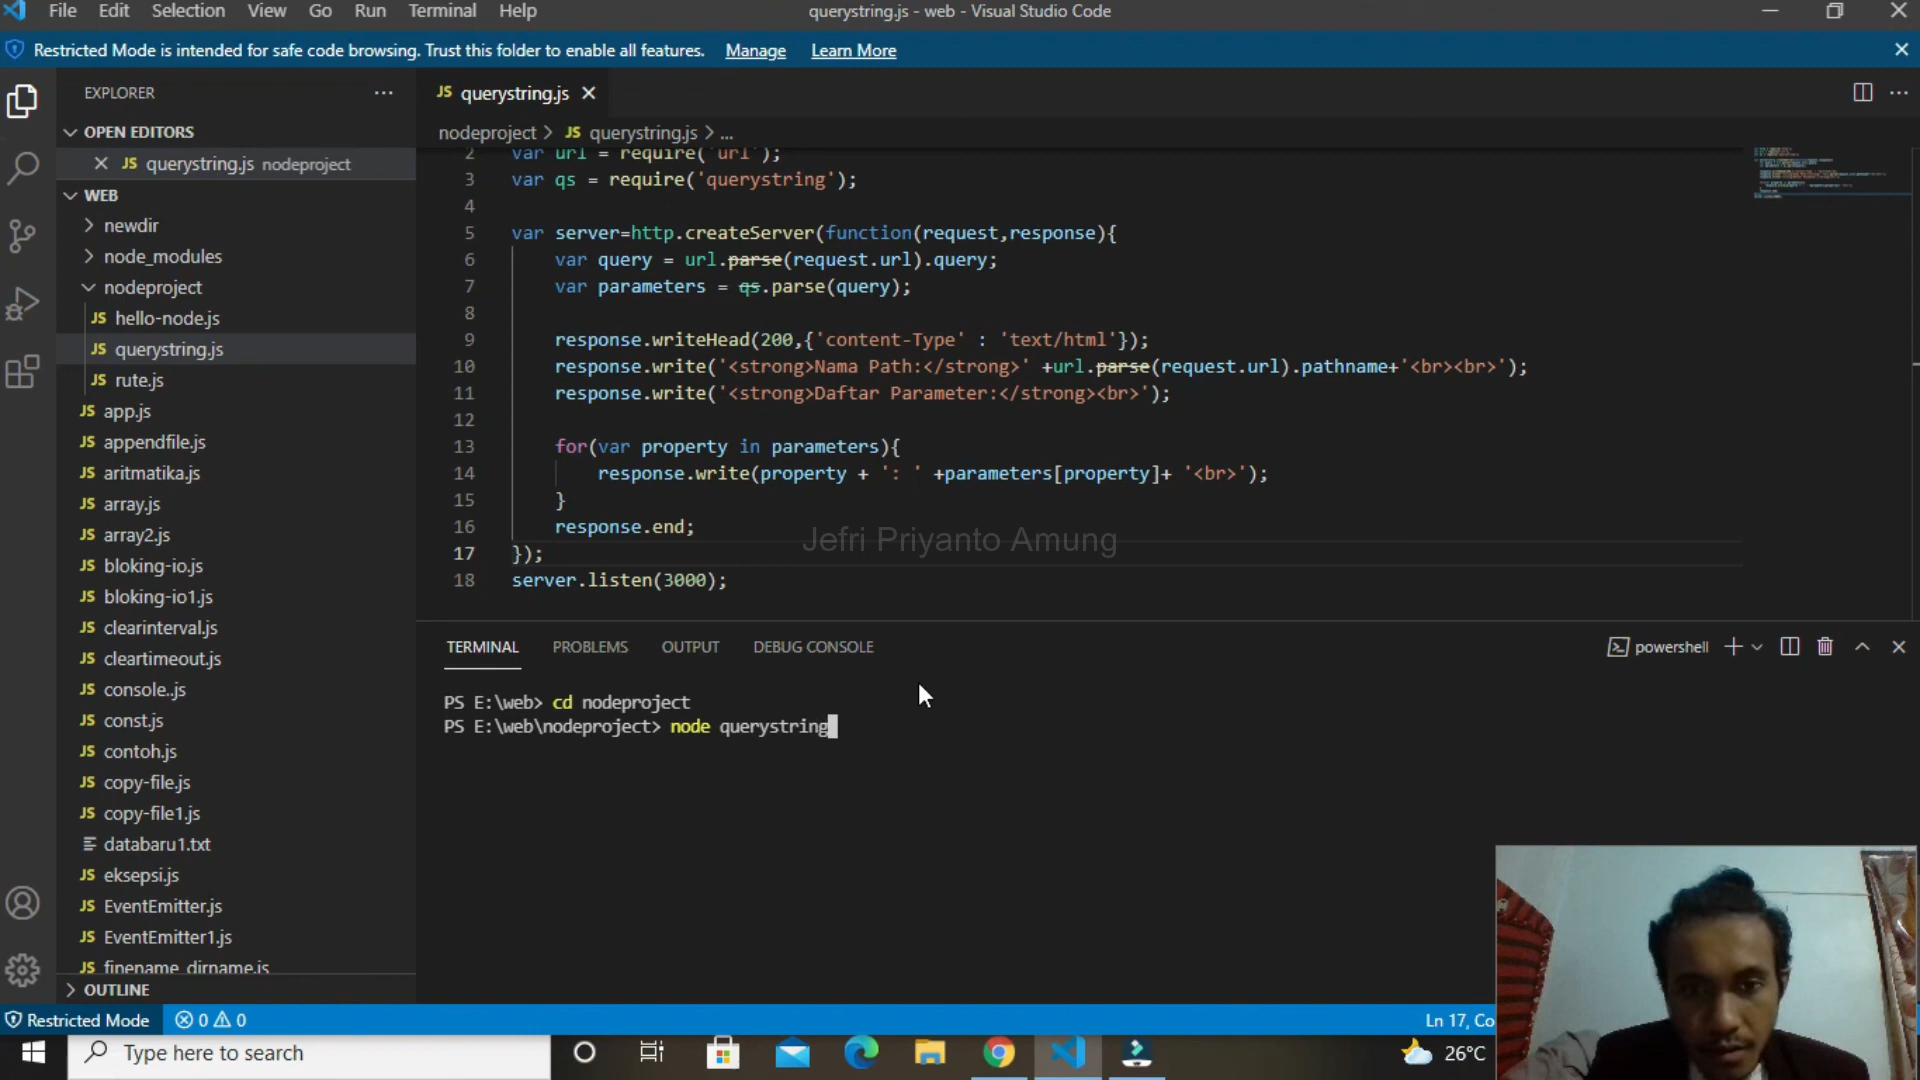 File Edit Selection View Go Run Terminal Help
querystring.js - web - Visual Studio Code
Restricted Mode is intended for safe code browsing. Trust this folder to enable all features. Manage Learn More
EXPLORER
OPEN EDITORS
JS querystring.js nodeproject
WEB
newdir
node_modules
nodeproject
JS hello-node.js
JS querystring.js
JS rute.js
JS app.js
JS appendfile.js
JS aritmatika.js
JS array.js
JS array2.js
JS bloking-io.js
JS bloking-io1.js
JS clearinterval.js
JS cleartimeout.js
JS console..js
JS const.js
JS contoh.js
JS copy-file.js
JS copy-file1.js
databaru1.txt
JS eksepsi.js
JS EventEmitter.js
JS EventEmitter1.js
JS finename_dirname.js
OUTLINE
JS querystring.js
nodeproject > JS querystring.js > ...
2 var url = require('url');
3 var qs = require('querystring');
4
5 var server=http.createServer(function(request,response){
6 var query = url.parse(request.url).query;
7 var parameters = qs.parse(query);
8
9 response.writeHead(200,{'content-Type' : 'text/html'});
10 response.write('<strong>Nama Path:</strong>' +url.parse(request.url).pathname+'<br><br>');
11 response.write('<strong>Daftar Parameter:</strong><br>');
12
13 for(var property in parameters){
14 response.write(property + ': ' +parameters[property]+ '<br>');
15 }
16 response.end;
17 });
18 server.listen(3000);
Jefri Priyanto Amung
TERMINAL PROBLEMS OUTPUT DEBUG CONSOLE
powershell
PS E:\web> cd nodeproject
PS E:\web\nodeproject> node querystring
Restricted Mode 0 0
Ln 17, Co
Type here to search
26°C